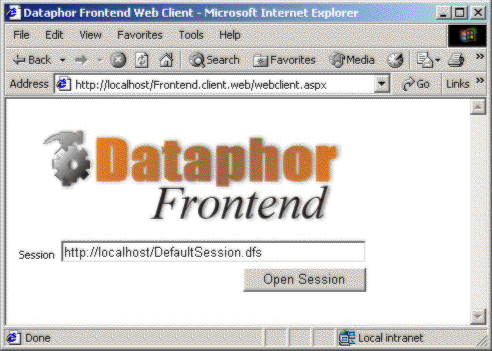 Dataphor Frontend Web Client - Microsoft Internet Explorer
File Edit View Favorites Tools Help
Back Search Favorites Media »
Address http://localhost/Frontend.client.web/webclient.aspx Go Links »
Dataphor
Frontend
Session http://localhost/DefaultSession.dfs
Open Session
Done Local intranet